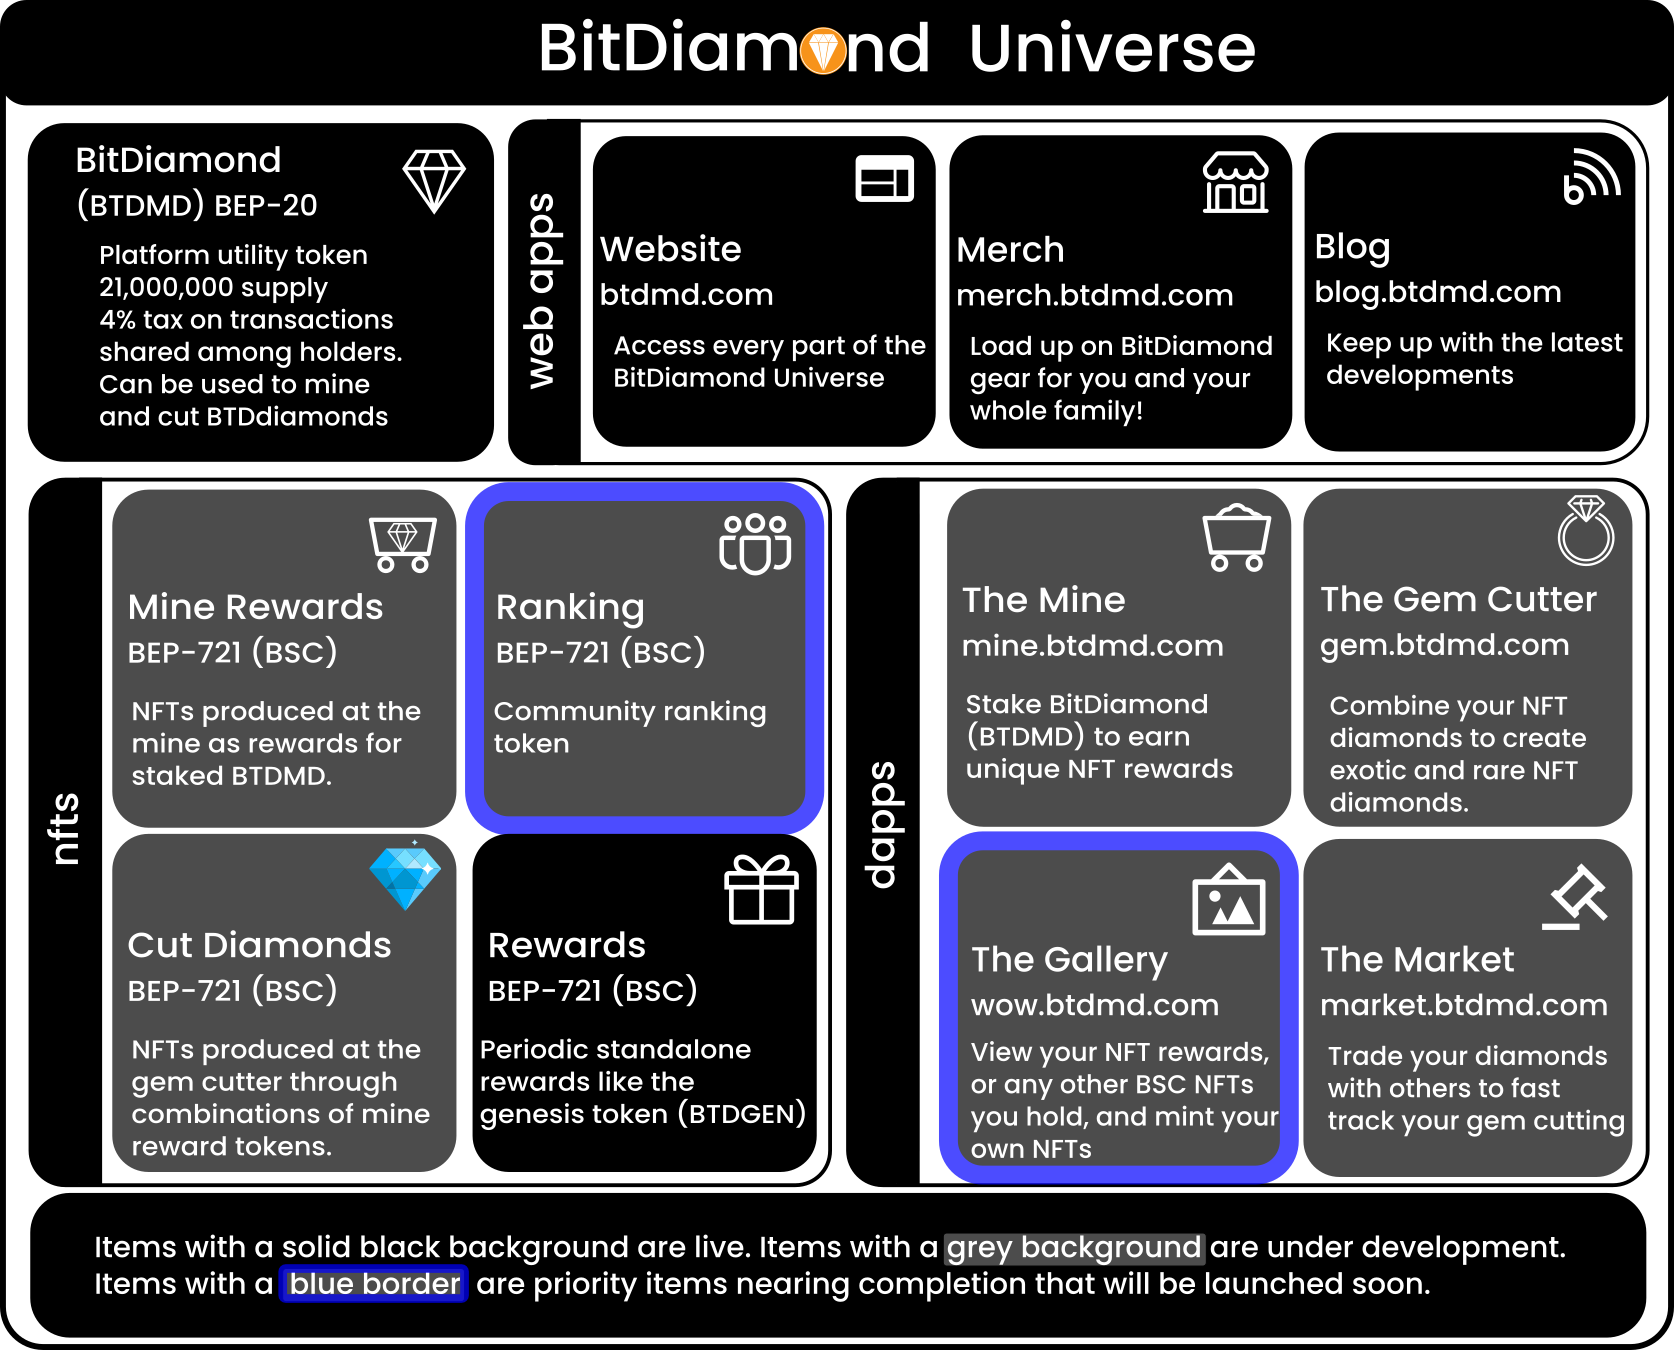 BitDiamond Universe
BitDiamond
(BTDMD) BEP-20
Platform utility token
21,000,000 supply
4% tax on transactions
shared among holders.
Can be used to mine
and cut BTDdiamonds
web apps
Website
btdmd.com
Access every part of the
BitDiamond Universe
Merch
merch.btdmd.com
Load up on BitDiamond
gear for you and your
whole family!
Blog
blog.btdmd.com
Keep up with the latest
developments
nfts
Mine Rewards
BEP-721 (BSC)
NFTs produced at the
mine as rewards for
staked BTDMD.
Ranking
BEP-721 (BSC)
Community ranking
token
Cut Diamonds
BEP-721 (BSC)
NFTs produced at the
gem cutter through
combinations of mine
reward tokens.
Rewards
BEP-721 (BSC)
Periodic standalone
rewards like the
genesis token (BTDGEN)
dapps
The Mine
mine.btdmd.com
Stake BitDiamond
(BTDMD) to earn
unique NFT rewards
The Gem Cutter
gem.btdmd.com
Combine your NFT
diamonds to create
exotic and rare NFT
diamonds.
The Gallery
wow.btdmd.com
View your NFT rewards,
or any other BSC NFTs
you hold, and mint your
own NFTs
The Market
market.btdmd.com
Trade your diamonds
with others to fast
track your gem cutting
Items with a solid black background are live. Items with a grey background are under development.
Items with a blue border are priority items nearing completion that will be launched soon.